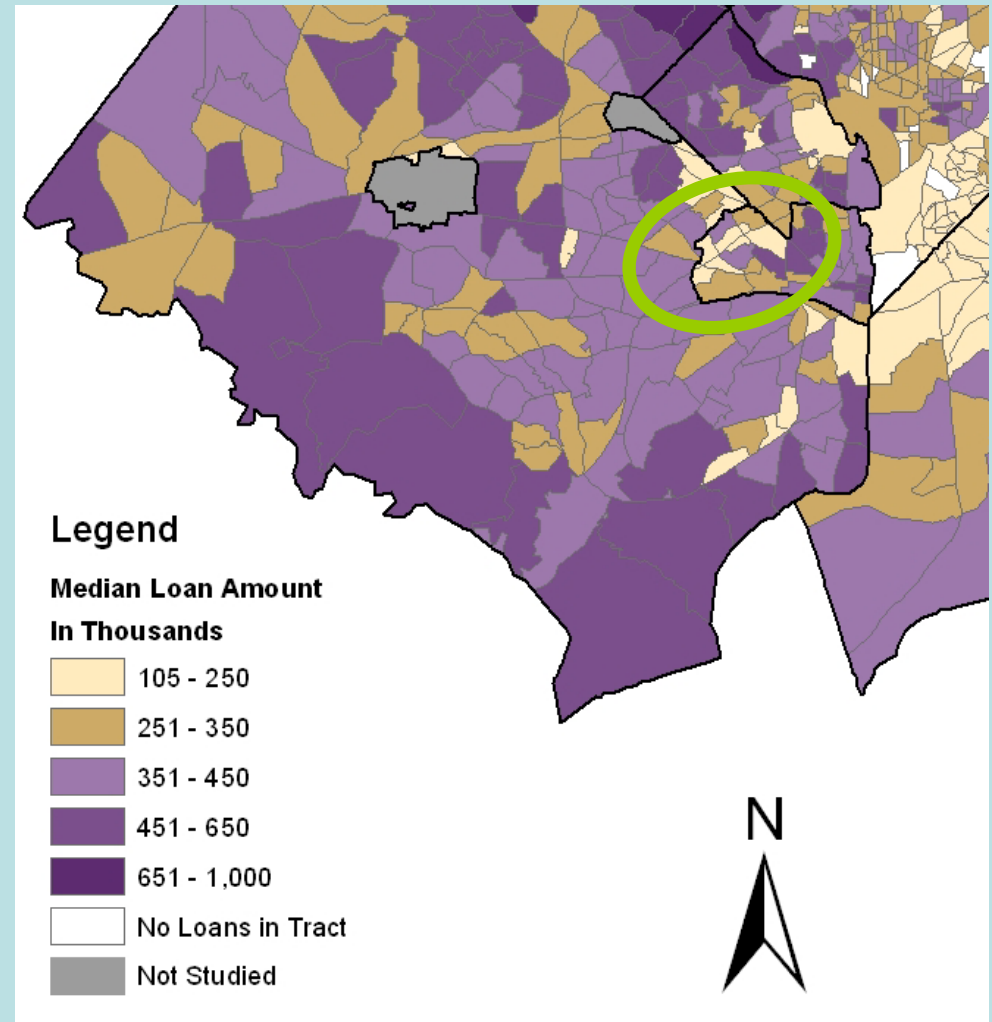 Legend
Median Loan Amount
In Thousands
105 - 250
251 - 350
351 - 450
451 - 650
651 - 1,000
No Loans in Tract
Not Studied
N